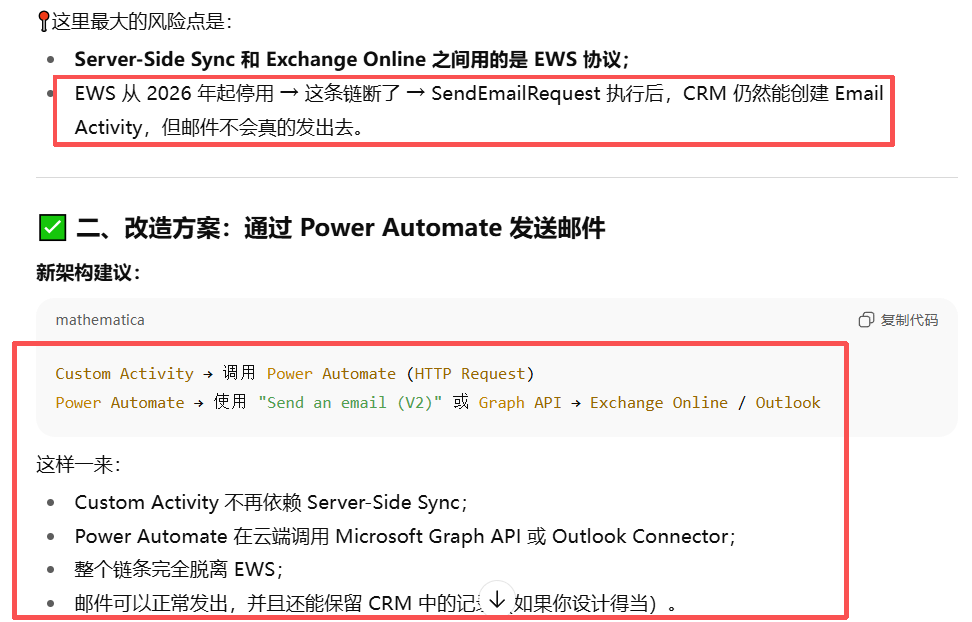 📍这里最大的风险点是：
• Server-Side Sync 和 Exchange Online 之间用的是 EWS 协议；
• EWS 从 2026 年起停用 → 这条链断了 → SendEmailRequest 执行后，CRM 仍然能创建 Email
Activity，但邮件不会真的发出去。
✅ 二、改造方案：通过 Power Automate 发送邮件
新架构建议：
mathematica 复制代码
Custom Activity → 调用 Power Automate (HTTP Request)
Power Automate → 使用 "Send an email (V2)" 或 Graph API → Exchange Online / Outlook
这样一来：
• Custom Activity 不再依赖 Server-Side Sync；
• Power Automate 在云端调用 Microsoft Graph API 或 Outlook Connector；
• 整个链条完全脱离 EWS；
• 邮件可以正常发出，并且还能保留 CRM 中的记 如果你设计得当）。